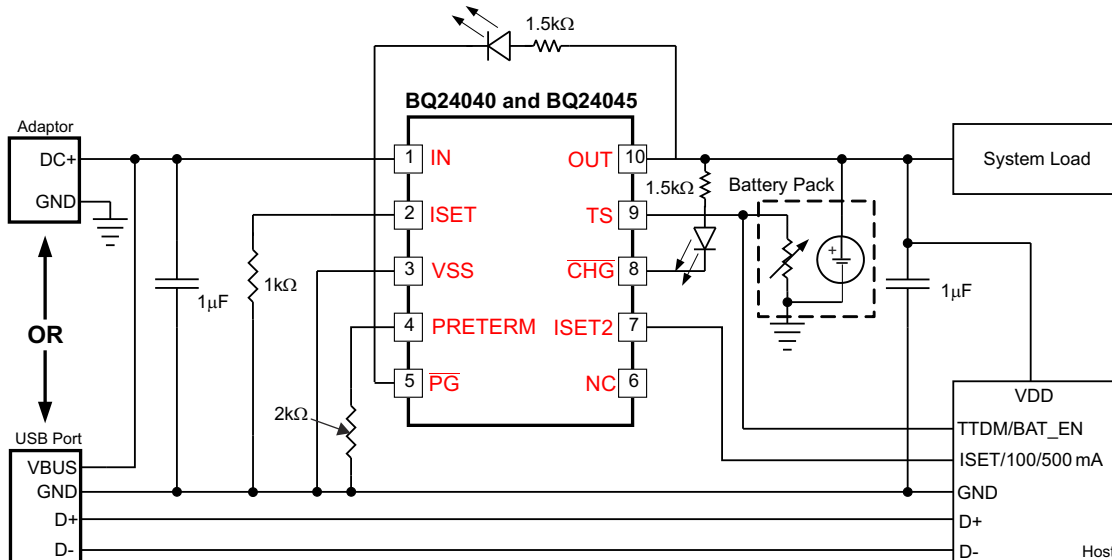 1.5kΩ
BQ24040 and BQ24045
Adaptor
DC+
GND
OR
USB Port
VBUS
GND
D+
D-
1μF
1kΩ
2kΩ
1 IN
2 ISET
3 VSS
4 PRETERM
5 PG
OUT 10
TS 9
CHG 8
ISET2 7
NC 6
1.5kΩ
Battery Pack
+
System Load
1μF
VDD
TTDM/BAT_EN
ISET/100/500 mA
GND
D+
D-
Host